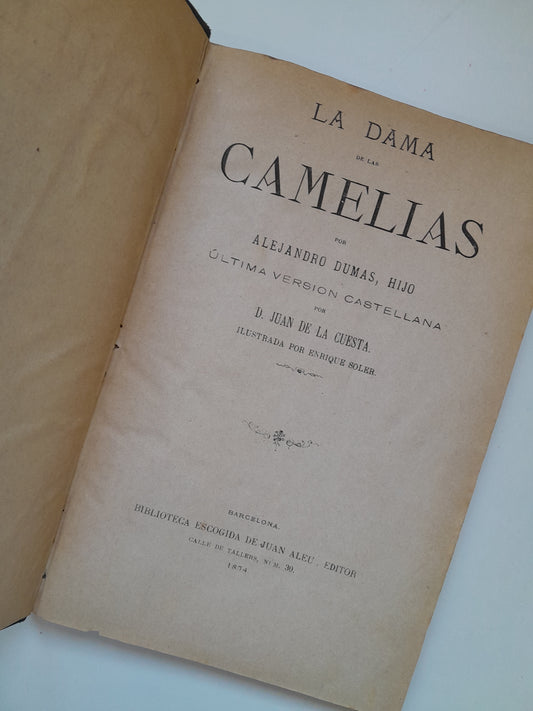 LA DAMA
DE LAS
CAMELIAS
POR
ALEJANDRO DUMAS, HIJO
ÚLTIMA VERSION CASTELLANA
POR
D. JUAN DE LA CUESTA.
ILUSTRADA POR ENRIQUE SOLER.
BARCELONA.
BIBLIOTECA ESCOGIDA DE JUAN ALEU, EDITOR
CALLE DE TALLERS, NÚM. 30.
1874